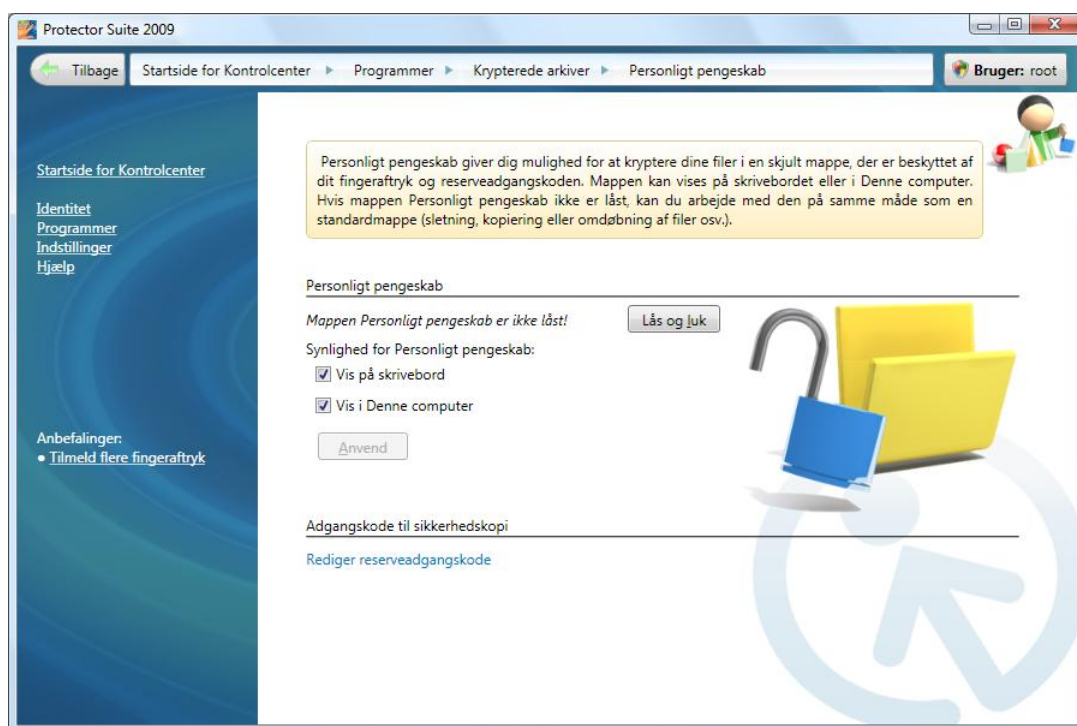 Protector Suite 2009
Tilbage
Startside for Kontrolcenter
Programmer
Krypterede arkiver
Personligt pengeskab
Bruger: root
Startside for Kontrolcenter
Identitet
Programmer
Indstillinger
Hjælp
Anbefalinger:
• Tilmeld flere fingeraftryk
Personligt pengeskab giver dig mulighed for at kryptere dine filer i en skjult mappe, der er beskyttet af
dit fingeraftryk og reserveadgangskoden. Mappen kan vises på skrivebordet eller i Denne computer.
Hvis mappen Personligt pengeskab ikke er låst, kan du arbejde med den på samme måde som en
standardmappe (sletning, kopiering eller omdøbning af filer osv.).
Personligt pengeskab
Mappen Personligt pengeskab er ikke låst!
Lås og luk
Synlighed for Personligt pengeskab:
Vis på skrivebord
Vis i Denne computer
Anvend
Adgangskode til sikkerhedskopi
Rediger reserveadgangskode